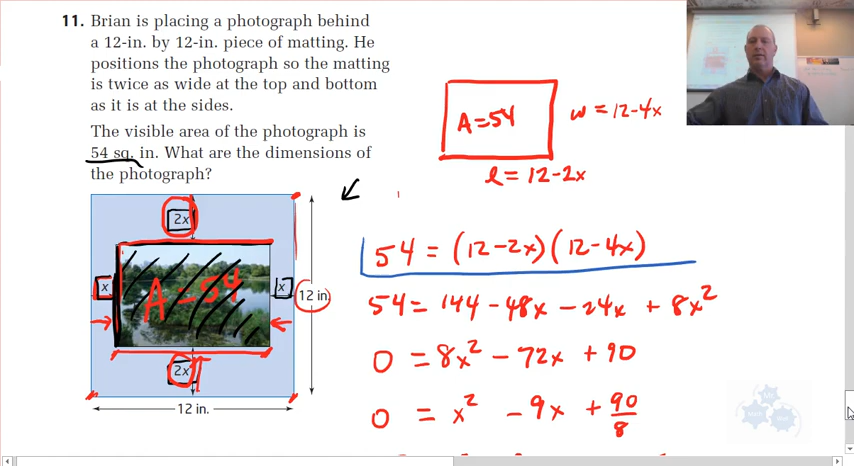 11. Brian is placing a photograph behind
a 12-in. by 12-in. piece of matting. He
positions the photograph so the matting
is twice as wide at the top and bottom
as it is at the sides.
The visible area of the photograph is
54 sq. in. What are the dimensions of
the photograph?
2x
x
A = 54
x
12 in.
2x
12 in.
A = 54
w = 12-4x
l = 12-2x
54 = (12-2x)(12-4x)
54 = 144 - 48x - 24x + 8x²
0 = 8x² - 72x + 90
0 = x² - 9x + 90/8